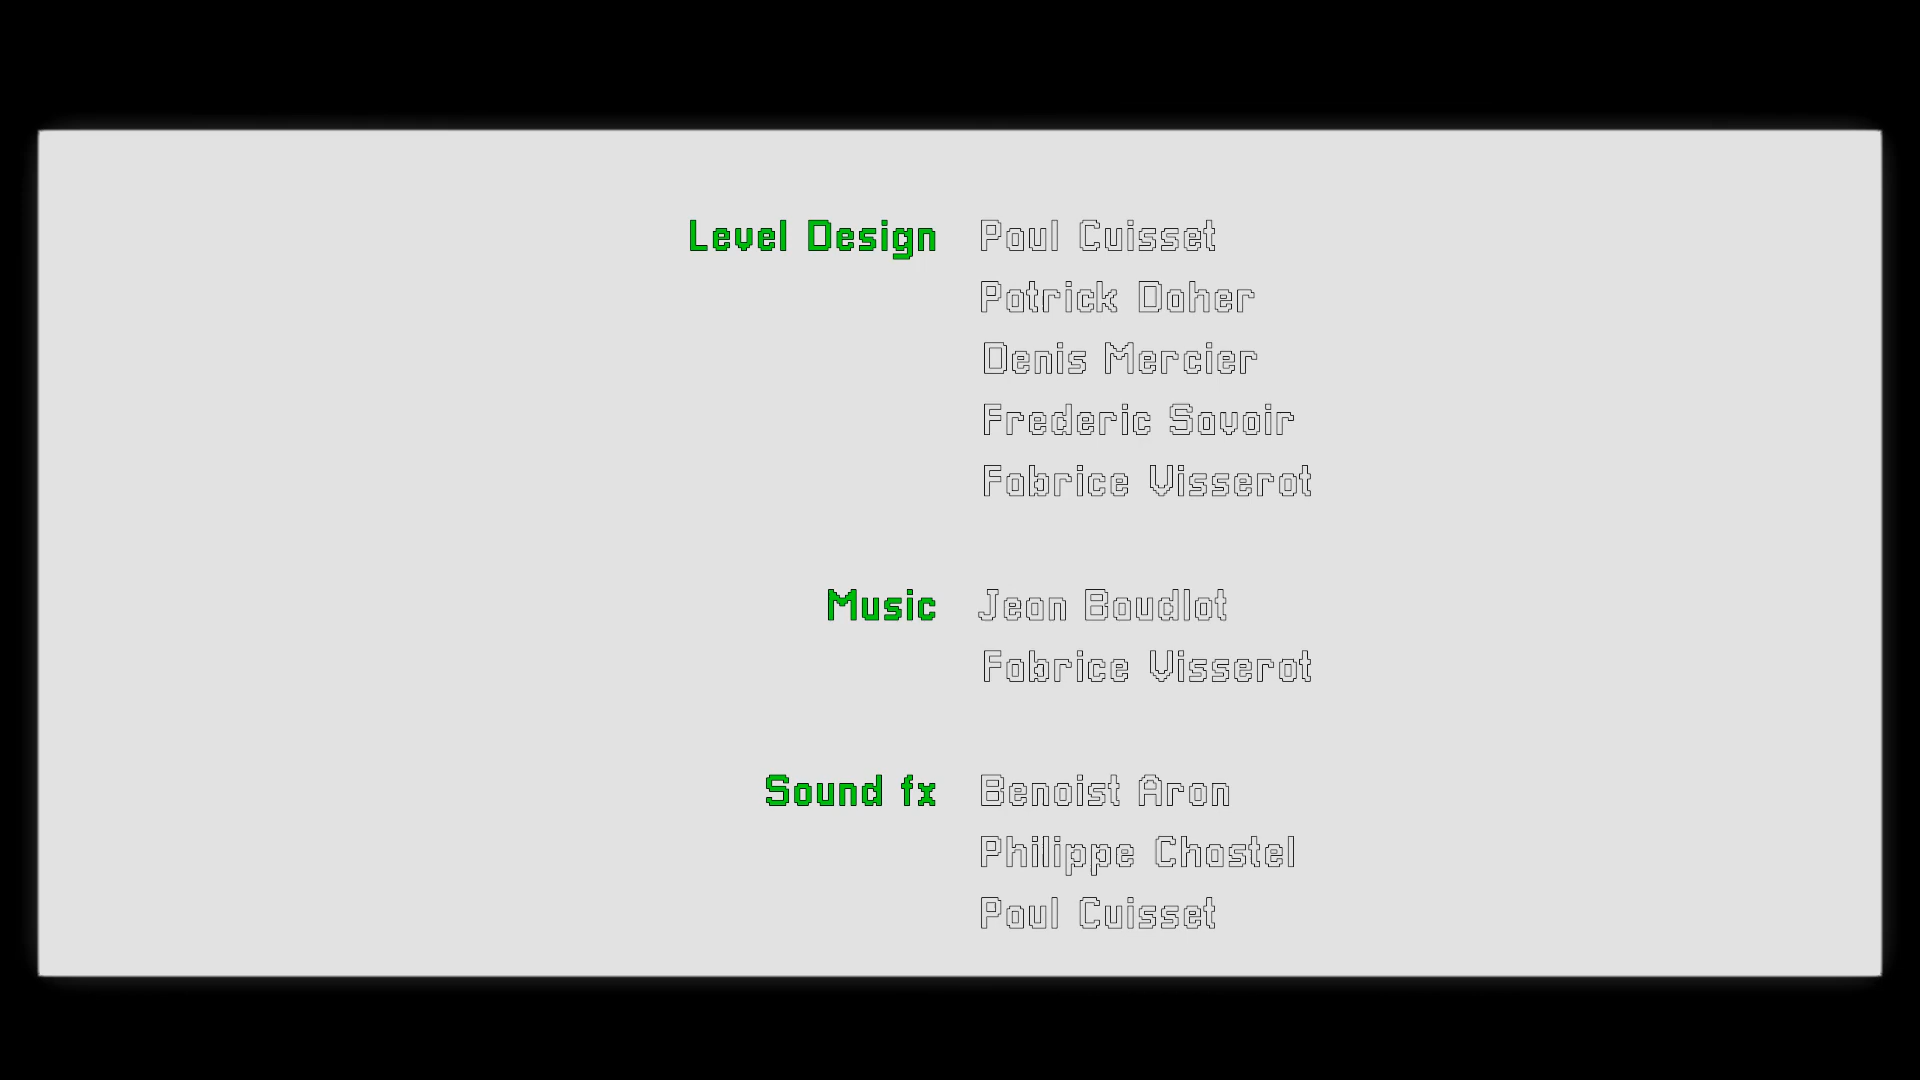 Level Design Paul Cuisset
Patrick Daher
Denis Mercier
Frederic Savoir
Fabrice Visserot
Music Jean Baudlot
Fabrice Visserot
Sound fx Benoist Aron
Philippe Chastel
Paul Cuisset